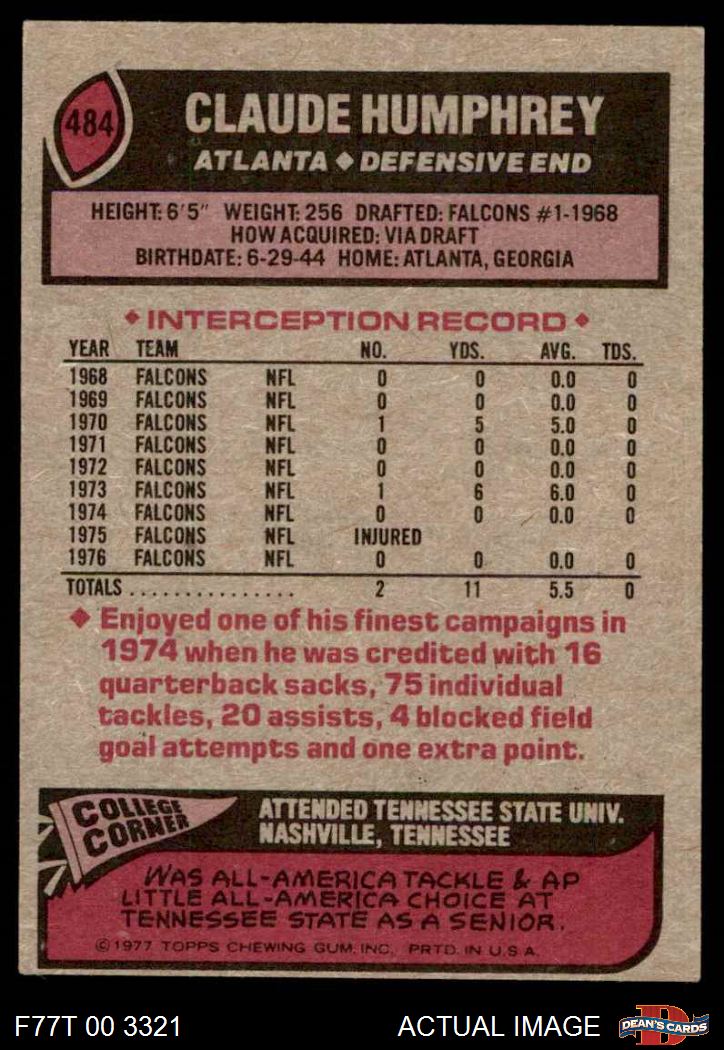 484
CLAUDE HUMPHREY
ATLANTA ♦ DEFENSIVE END
HEIGHT: 6'5" WEIGHT: 256 DRAFTED: FALCONS #1-1968
HOW ACQUIRED: VIA DRAFT
BIRTHDATE: 6-29-44 HOME: ATLANTA, GEORGIA
♦ INTERCEPTION RECORD ♦
YEAR TEAM NO. YDS. AVG. TDS.
1968 FALCONS NFL 0 0 0.0 0
1969 FALCONS NFL 0 0 0.0 0
1970 FALCONS NFL 1 5 5.0 0
1971 FALCONS NFL 0 0 0.0 0
1972 FALCONS NFL 0 0 0.0 0
1973 FALCONS NFL 1 6 6.0 0
1974 FALCONS NFL 0 0 0.0 0
1975 FALCONS NFL INJURED
1976 FALCONS NFL 0 0 0.0 0
TOTALS............... 2 11 5.5 0
♦ Enjoyed one of his finest campaigns in
1974 when he was credited with 16
quarterback sacks, 75 individual
tackles, 20 assists, 4 blocked field
goal attempts and one extra point.
COLLEGE
CORNER
ATTENDED TENNESSEE STATE UNIV.
NASHVILLE, TENNESSEE
WAS ALL-AMERICA TACKLE & AP
LITTLE ALL-AMERICA CHOICE AT
TENNESSEE STATE AS A SENIOR.
©1977 TOPPS CHEWING GUM, INC. PRTD. IN U.S.A.
F77T 00 3321
ACTUAL IMAGE
D
DEAN'S CARDS